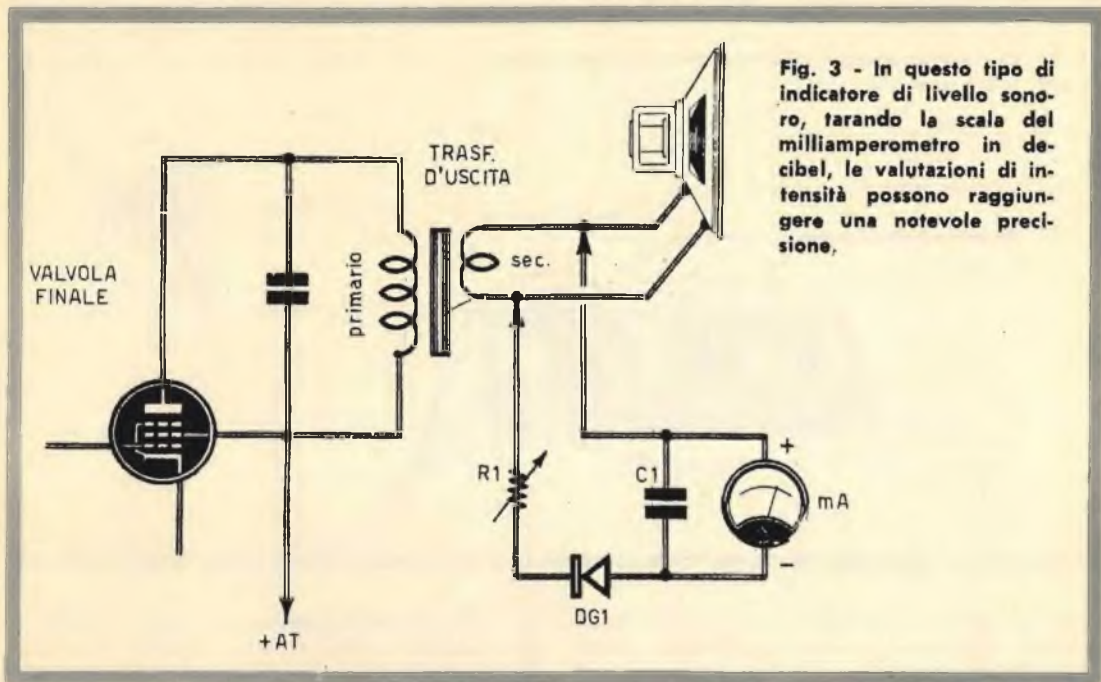 Fig. 3 - In questo tipo di
indicatore di livello sono-
ro, tarando la scala del
milliamperometro in de-
cibel, le valutazioni di in-
tensità possono raggiun-
gere una notevole preci-
sione.
TRASF.
D'USCITA
VALVOLA
FINALE
primario
sec.
R1
C1
+
mA
-
DG1
+AT